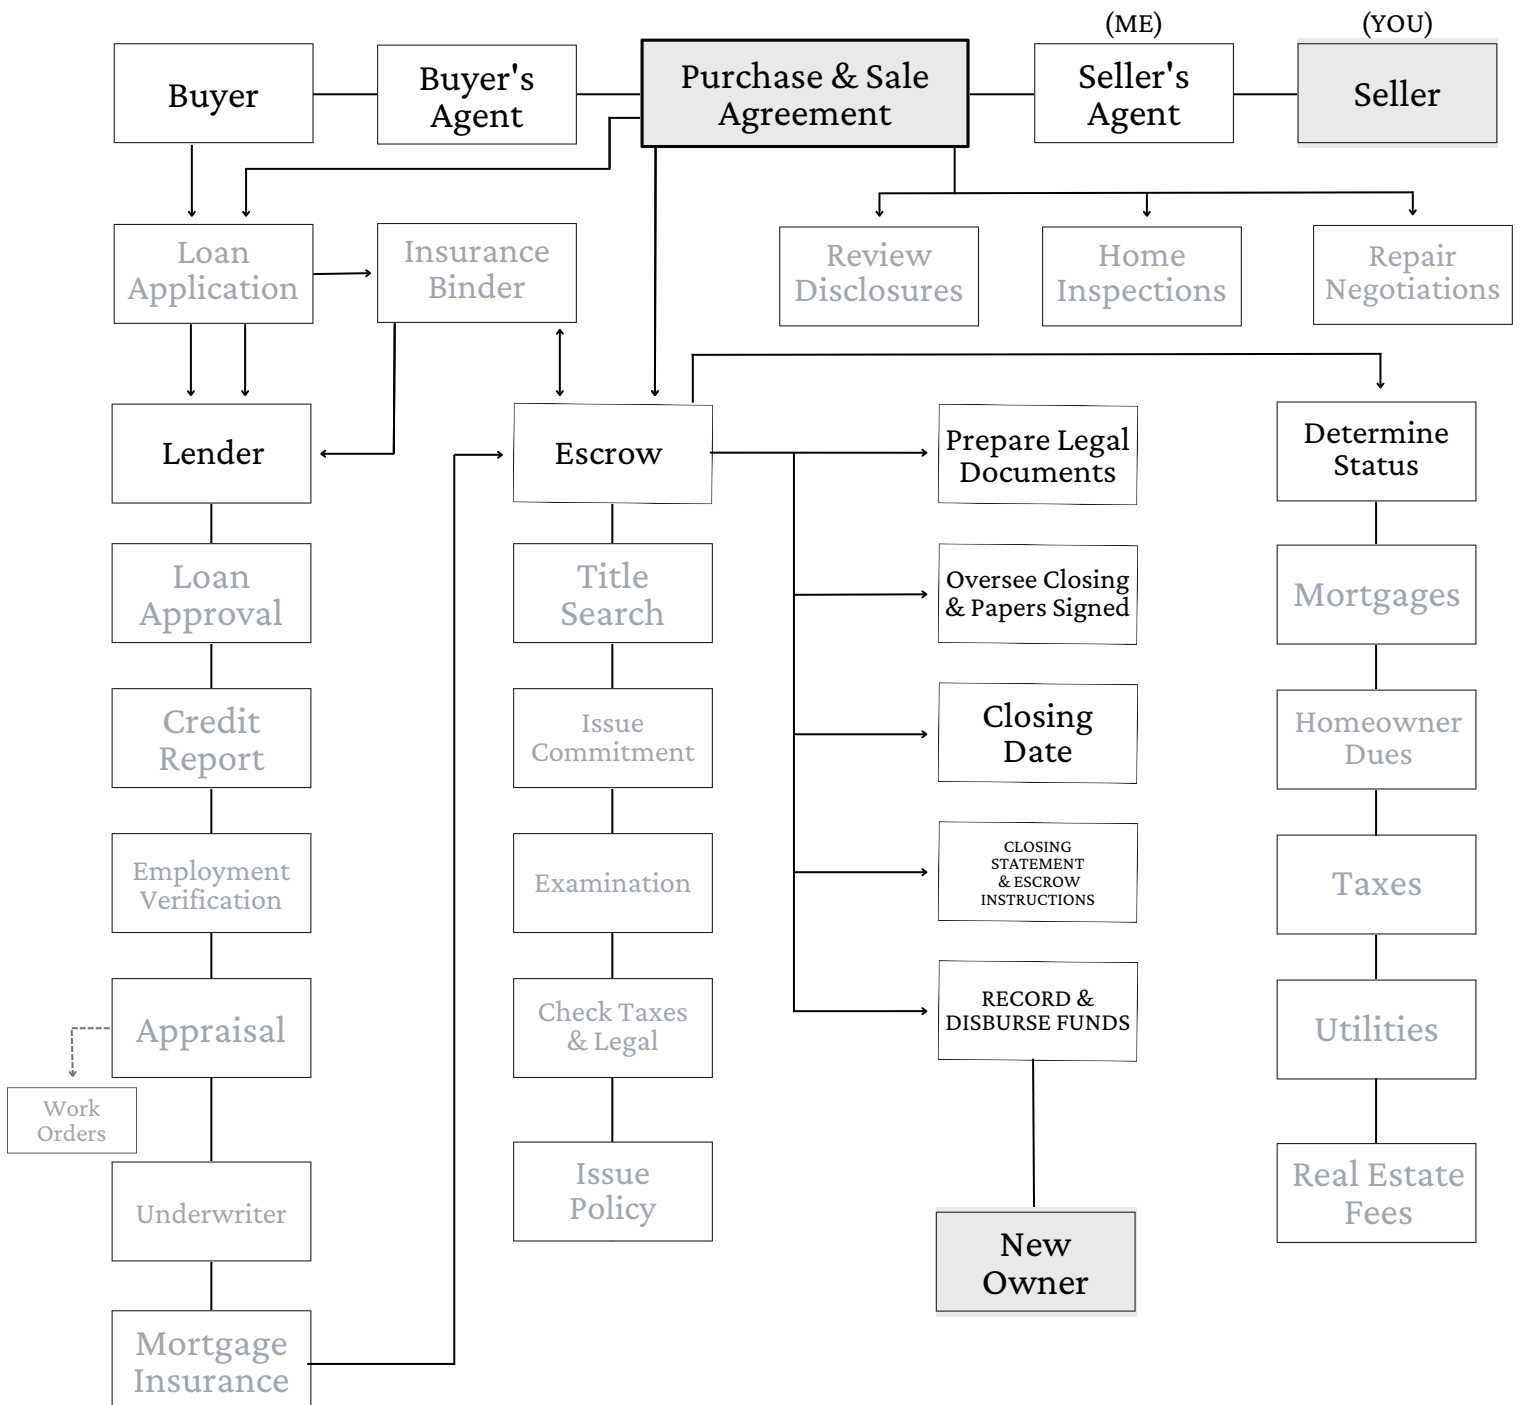 (ME)
(YOU)
Buyer
Buyer's
Agent
Purchase & Sale
Agreement
Seller's
Agent
Seller
Loan
Application
Insurance
Binder
Review
Disclosures
Home
Inspections
Repair
Negotiations
Lender
Escrow
Prepare Legal
Documents
Determine
Status
Loan
Approval
Title
Search
Oversee Closing
& Papers Signed
Mortgages
Credit
Report
Issue
Commitment
Closing
Date
Homeowner
Dues
Employment
Verification
Examination
CLOSING
STATEMENT
& ESCROW
INSTRUCTIONS
Taxes
Appraisal
Check Taxes
& Legal
RECORD &
DISBURSE FUNDS
Utilities
Work
Orders
Underwriter
Issue
Policy
New
Owner
Real Estate
Fees
Mortgage
Insurance